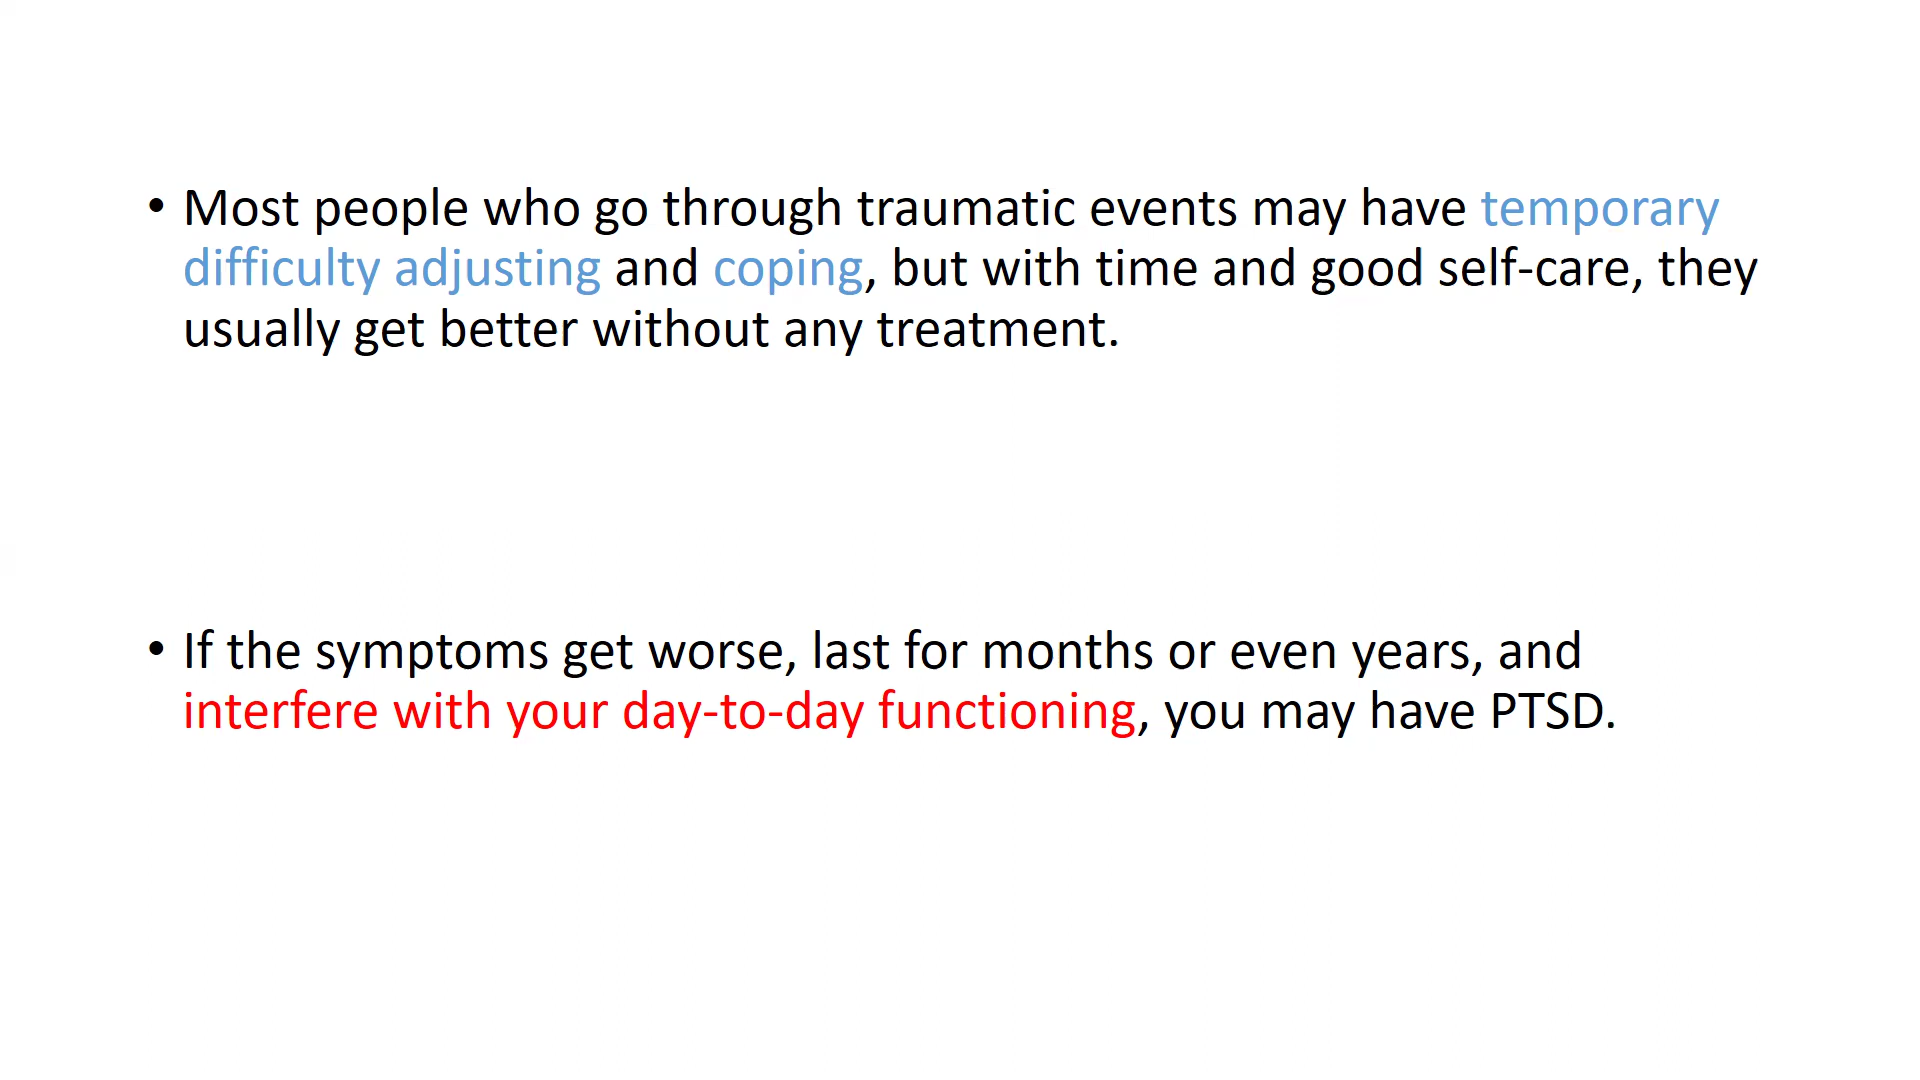 • Most people who go through traumatic events may have temporary
difficulty adjusting and coping, but with time and good self-care, they
usually get better without any treatment.
• If the symptoms get worse, last for months or even years, and
interfere with your day-to-day functioning, you may have PTSD.